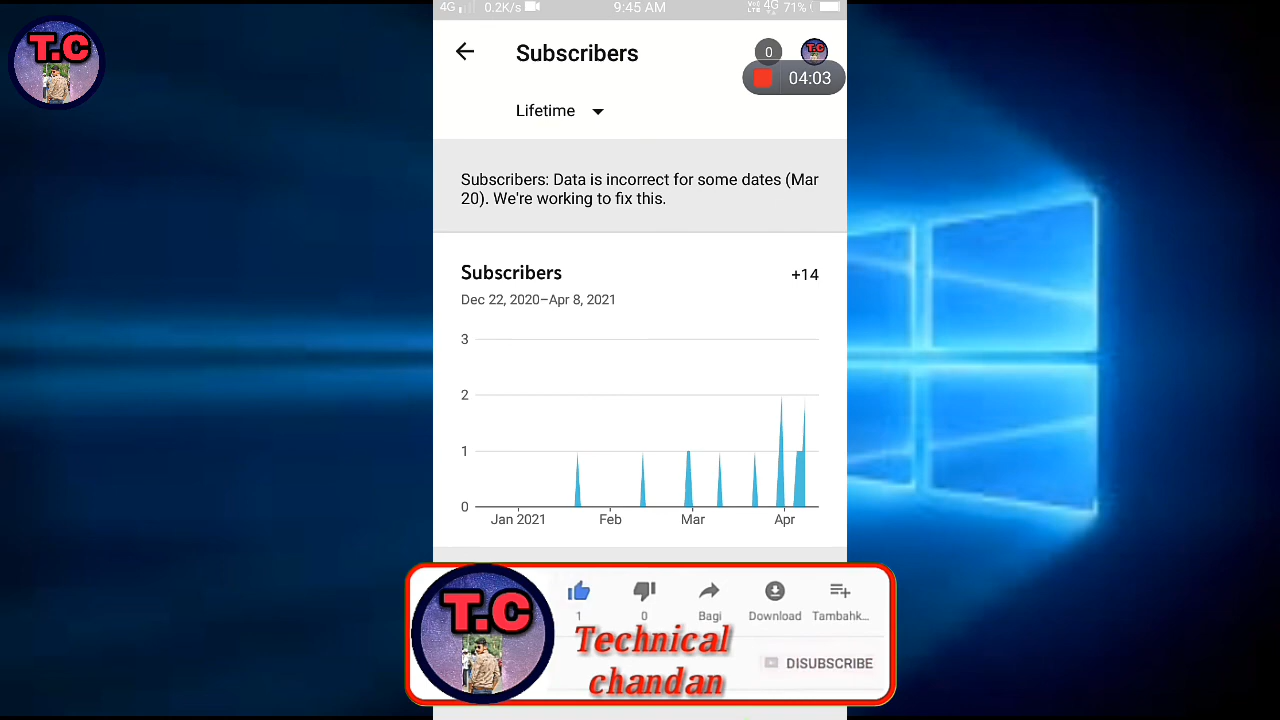 4G 0.2K/s 9:45 AM 4G 71%
T.C
Subscribers
0
04:03
Lifetime
Subscribers: Data is incorrect for some dates (Mar
20). We're working to fix this.
Subscribers +14
Dec 22, 2020–Apr 8, 2021
3
2
1
0
Jan 2021 Feb Mar Apr
T.C
1 0 Bagi Download Tambahk...
Technical
chandan
DISUBSCRIBE